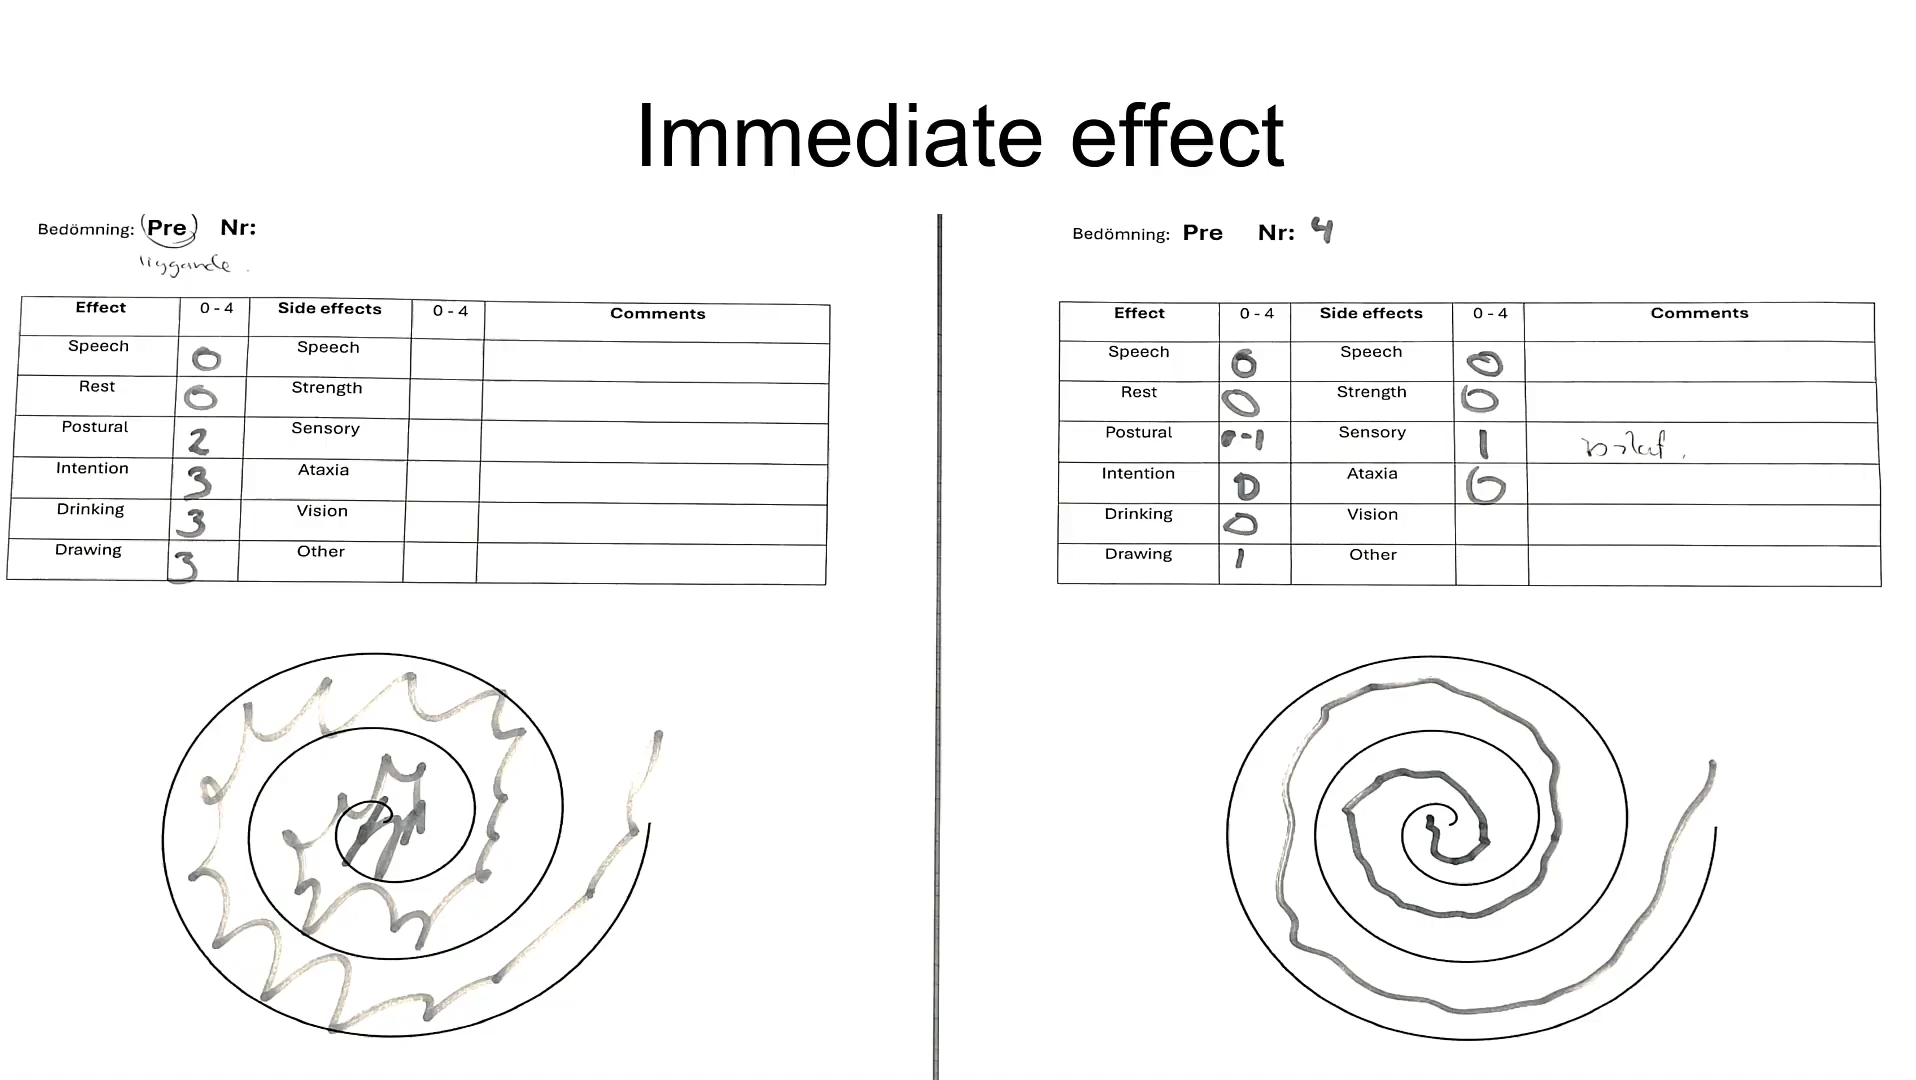 Immediate effect
Bedömning: Pre Nr:
liggande.
Effect 0 - 4 Side effects 0 - 4 Comments
Speech 0 Speech
Rest 0 Strength
Postural 2 Sensory
Intention 3 Ataxia
Drinking 3 Vision
Drawing 3 Other
Bedömning: Pre Nr: 4
Effect 0 - 4 Side effects 0 - 4 Comments
Speech 0 Speech 0
Rest 0 Strength 0
Postural 0-1 Sensory 1
Intention 0 Ataxia 0
Drinking 0 Vision
Drawing 1 Other